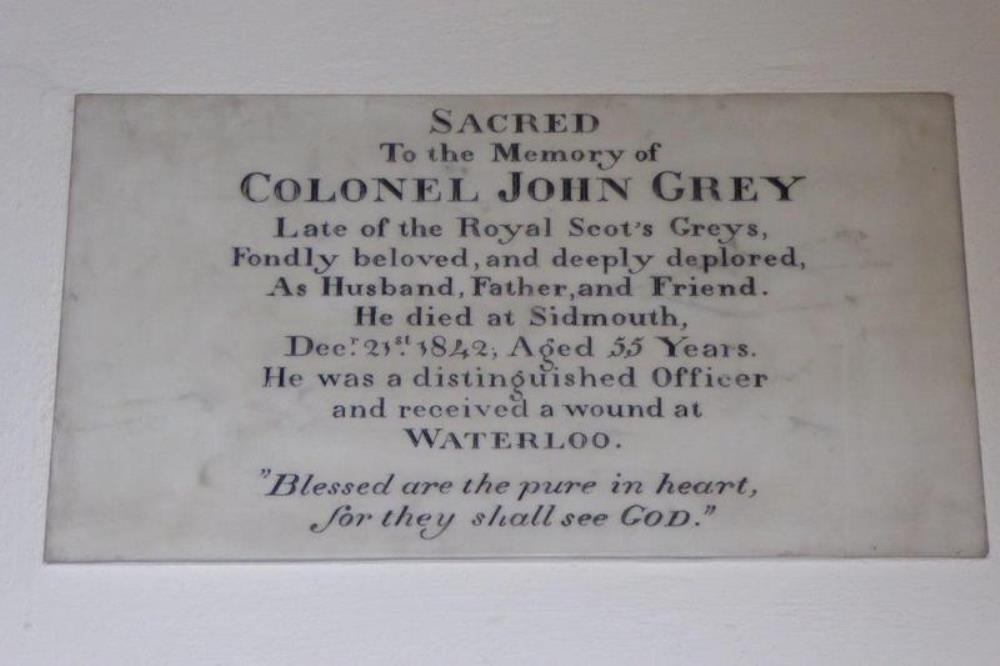 SACRED
To the Memory of
COLONEL JOHN GREY
Late of the Royal Scot's Greys,
Fondly beloved, and deeply deplored,
As Husband, Father, and Friend.
He died at Sidmouth,
Decr. 21st. 1842, Aged 55 Years.
He was a distinguished Officer
and received a wound at
WATERLOO.
"Blessed are the pure in heart,
for they shall see GOD."